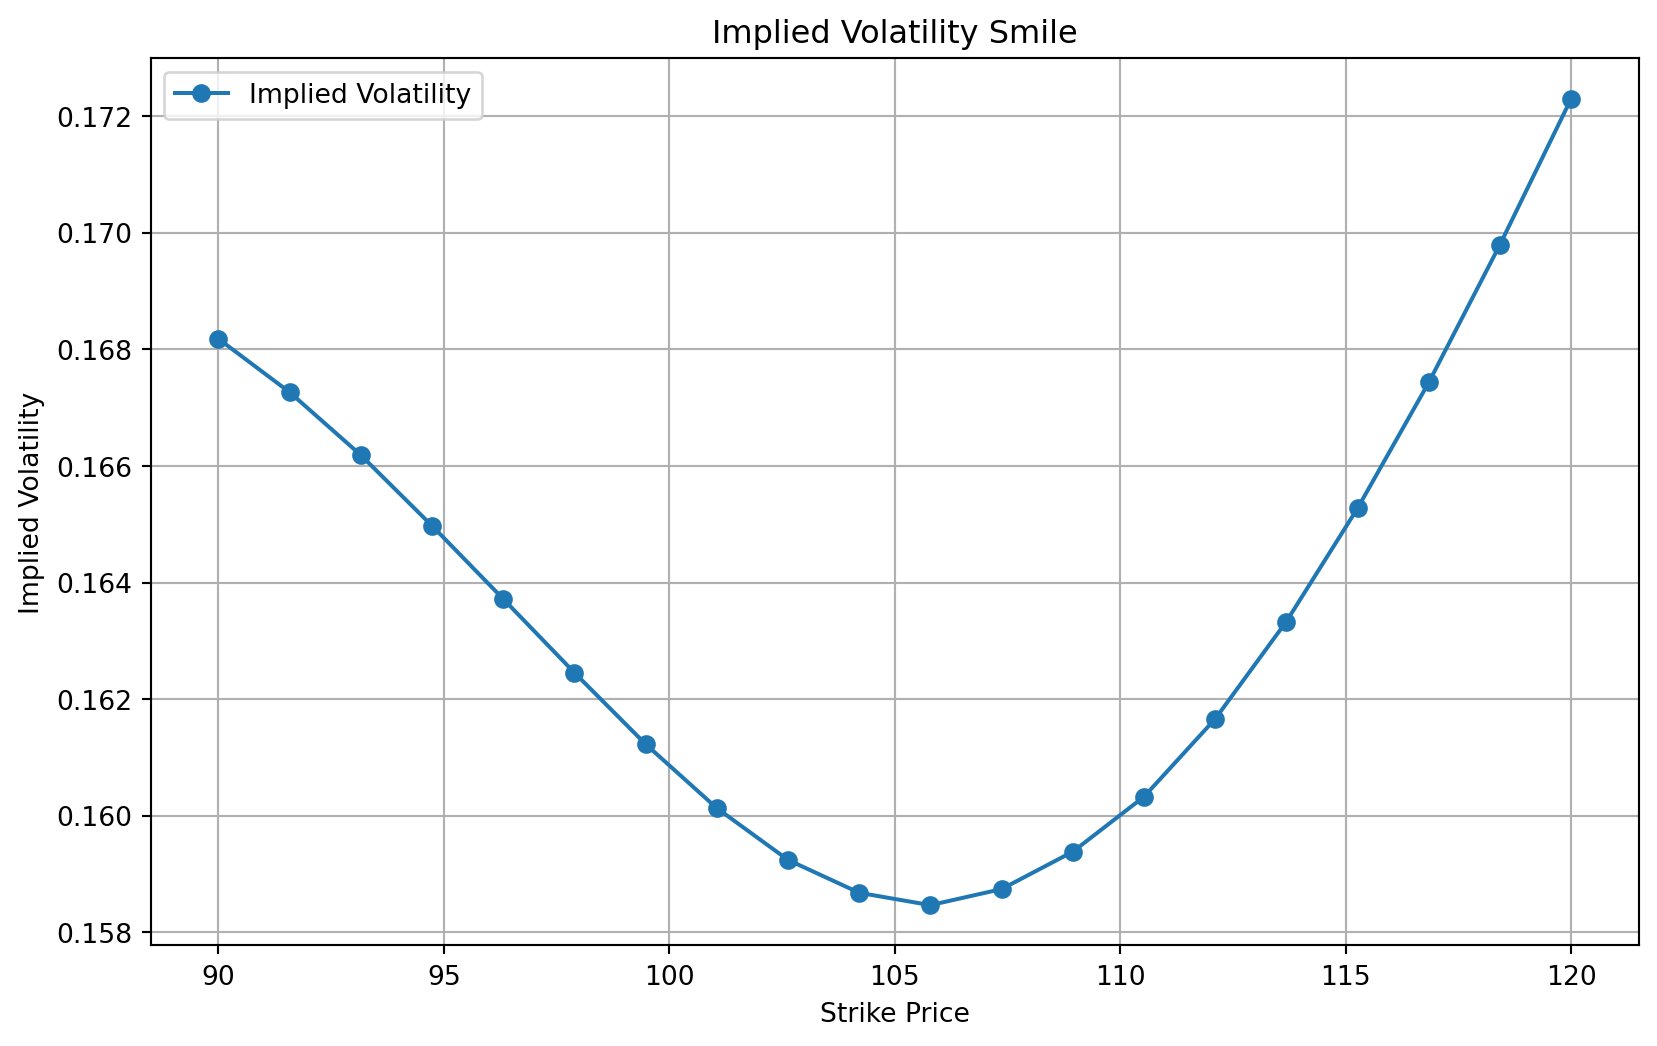 Implied Volatility Smile
Implied Volatility
0.172
0.170
0.168
0.166
0.164
0.162
0.160
0.158
Implied Volatility
90 95 100 105 110 115 120
Strike Price